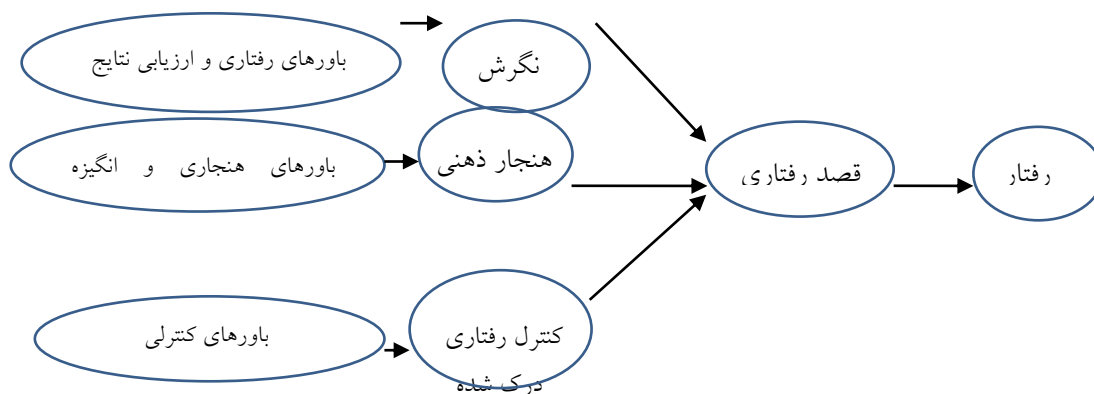 باورهای رفتاری و ارزیابی نتایج
نگرش
باورهای هنجاری و انگیزه
هنجار ذهنی
قصد رفتاری
رفتار
باورهای کنترلی
کنترل رفتاری
درک شده